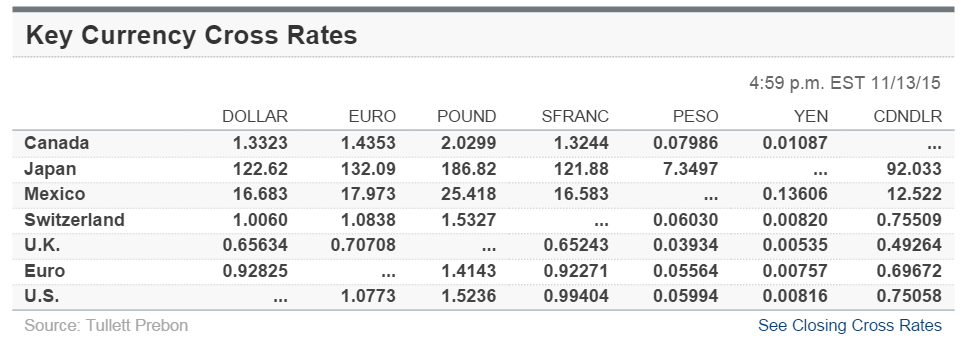 Key Currency Cross Rates
4:59 p.m. EST 11/13/15
DOLLAR EURO POUND SFRANC PESO YEN CDNDLR
Canada 1.3323 1.4353 2.0299 1.3244 0.07986 0.01087 ...
Japan 122.62 132.09 186.82 121.88 7.3497 ... 92.033
Mexico 16.683 17.973 25.418 16.583 ... 0.13606 12.522
Switzerland 1.0060 1.0838 1.5327 ... 0.06030 0.00820 0.75509
U.K. 0.65634 0.70708 ... 0.65243 0.03934 0.00535 0.49264
Euro 0.92825 ... 1.4143 0.92271 0.05564 0.00757 0.69672
U.S. ... 1.0773 1.5236 0.99404 0.05994 0.00816 0.75058
Source: Tullett Prebon See Closing Cross Rates